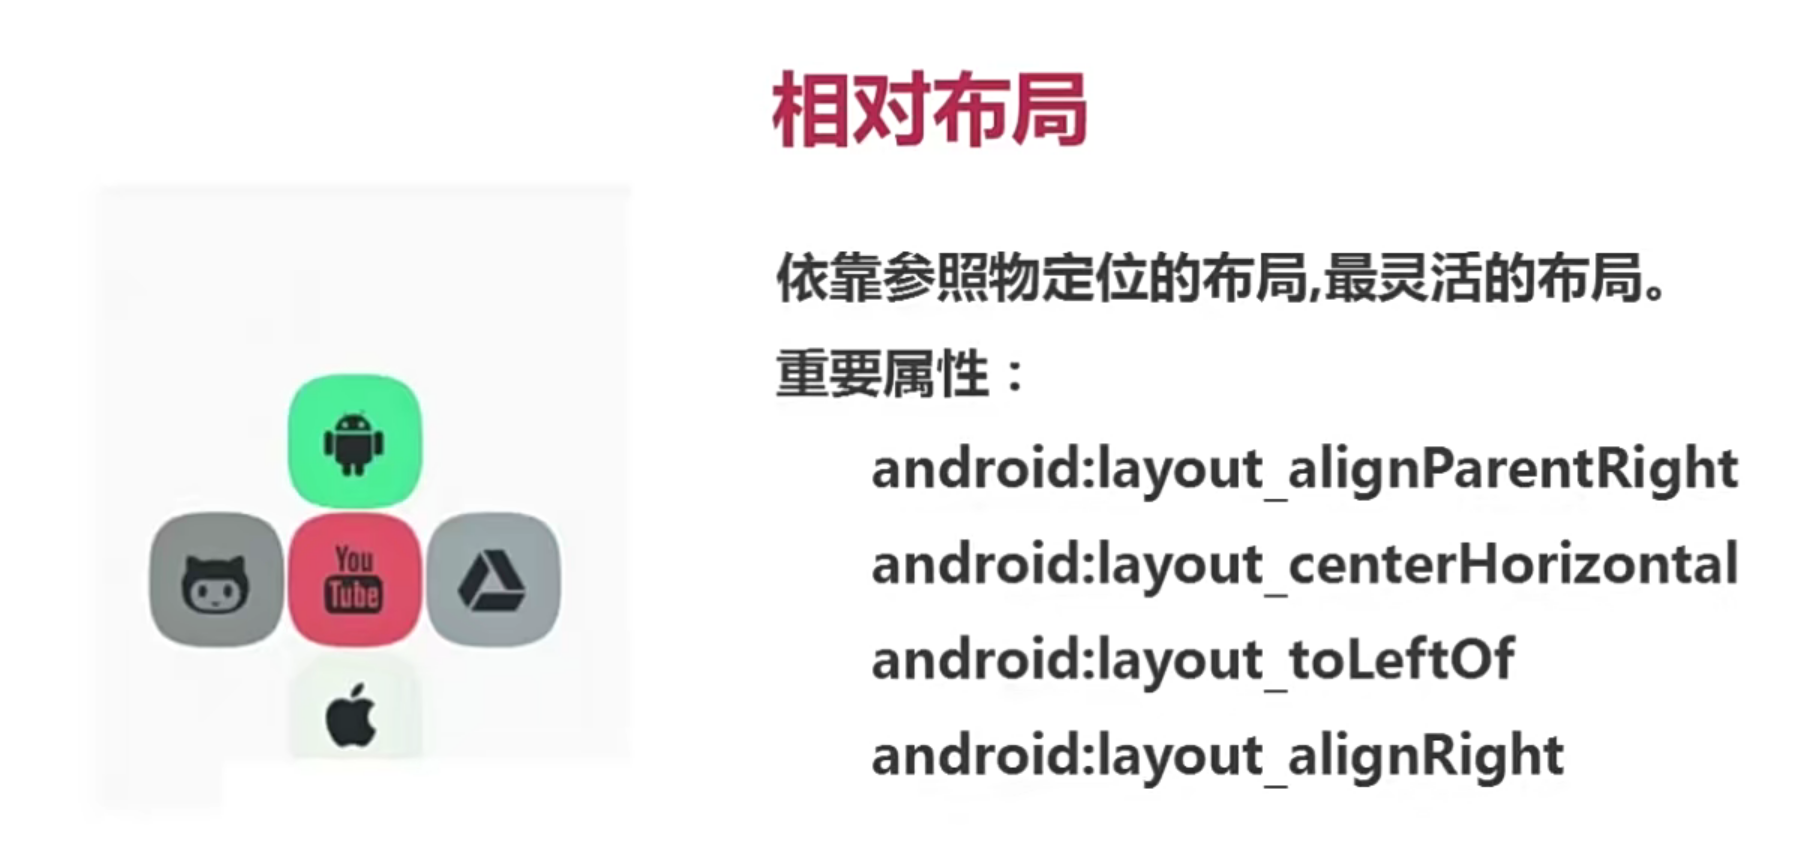 相对布局
依靠参照物定位的布局,最灵活的布局。
重要属性：
android:layout_alignParentRight
android:layout_centerHorizontal
android:layout_toLeftOf
android:layout_alignRight
You
Tube